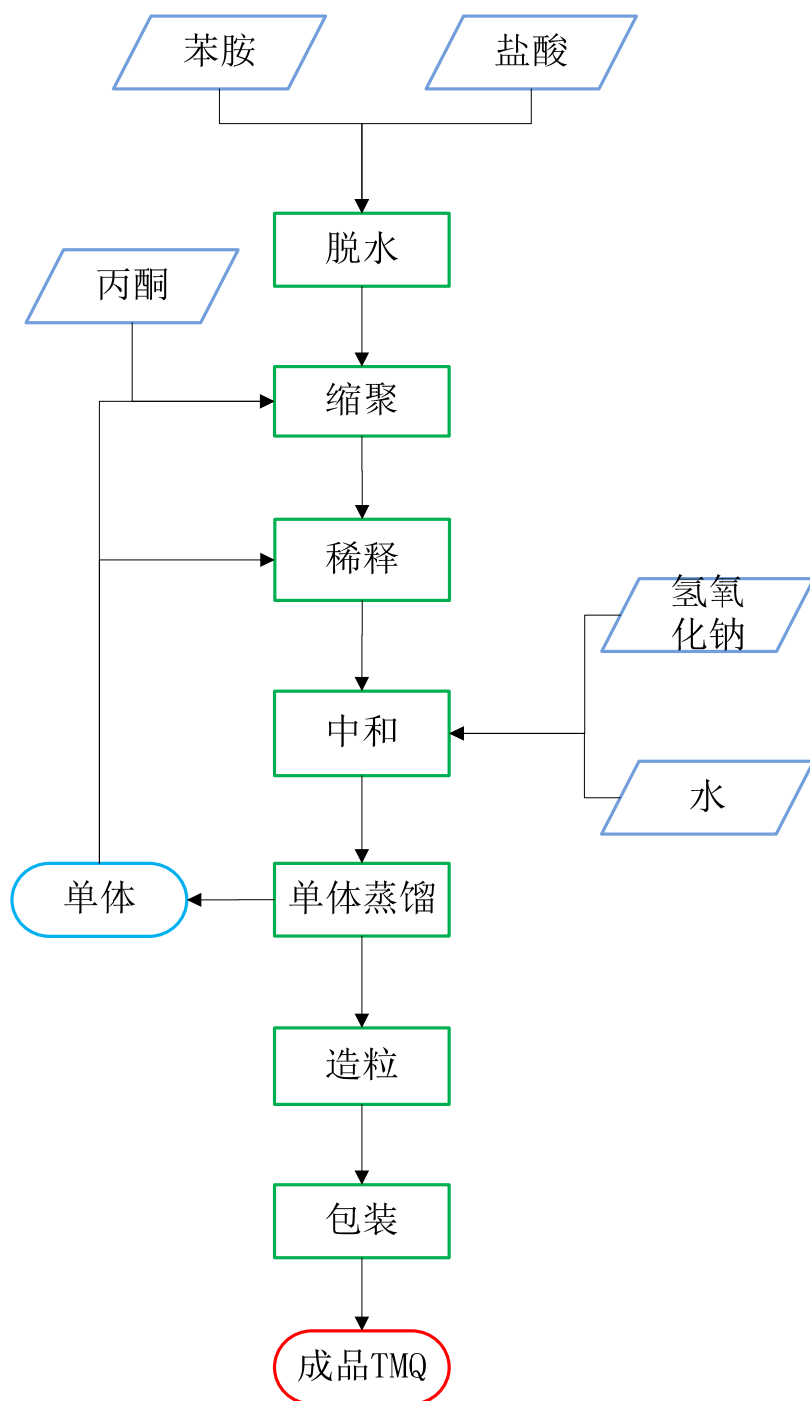 苯胺
盐酸
脱水
丙酮
缩聚
稀释
氢氧
化钠
中和
水
单体
单体蒸馏
造粒
包装
成品TMQ